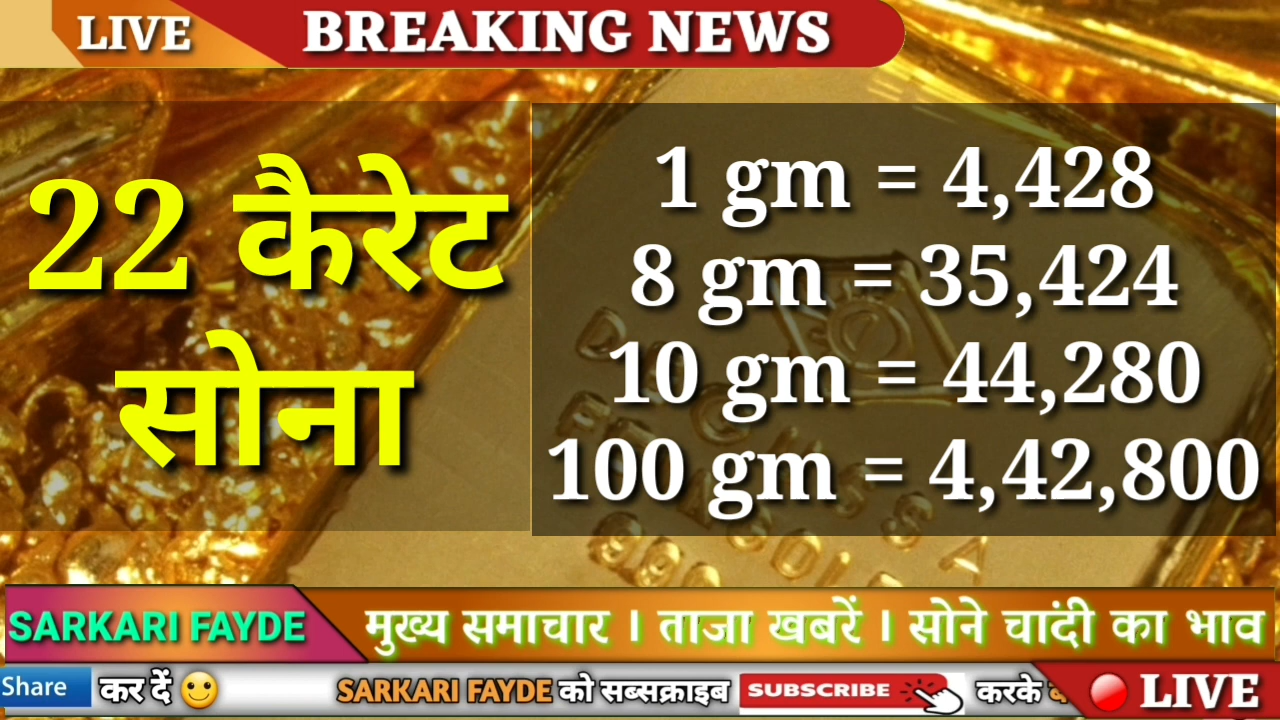 LIVE BREAKING NEWS
22 कैरेट
सोना
1 gm = 4,428
8 gm = 35,424
10 gm = 44,280
100 gm = 4,42,800
SARKARI FAYDE मुख्य समाचार । ताजा खबरें । सोने चांदी का भाव
Share कर दें SARKARI FAYDE को सब्सक्राइब SUBSCRIBE करके LIVE